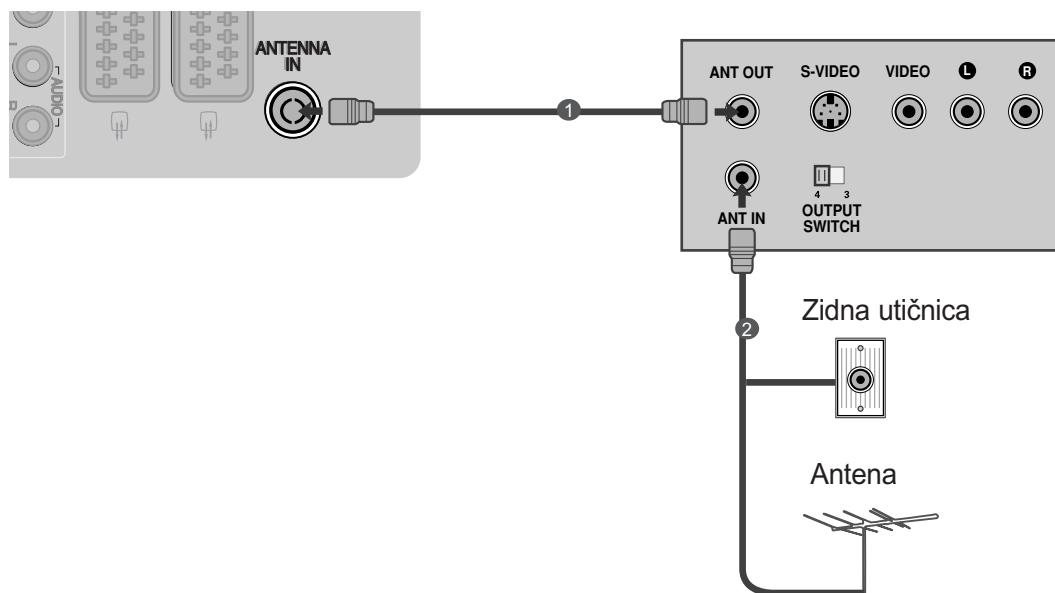 ANTENNA
IN
AUDIO
R
1
ANT OUT
S-VIDEO
VIDEO
L
R
ANT IN
4 3
OUTPUT
SWITCH
2
Zidna utičnica
Antena